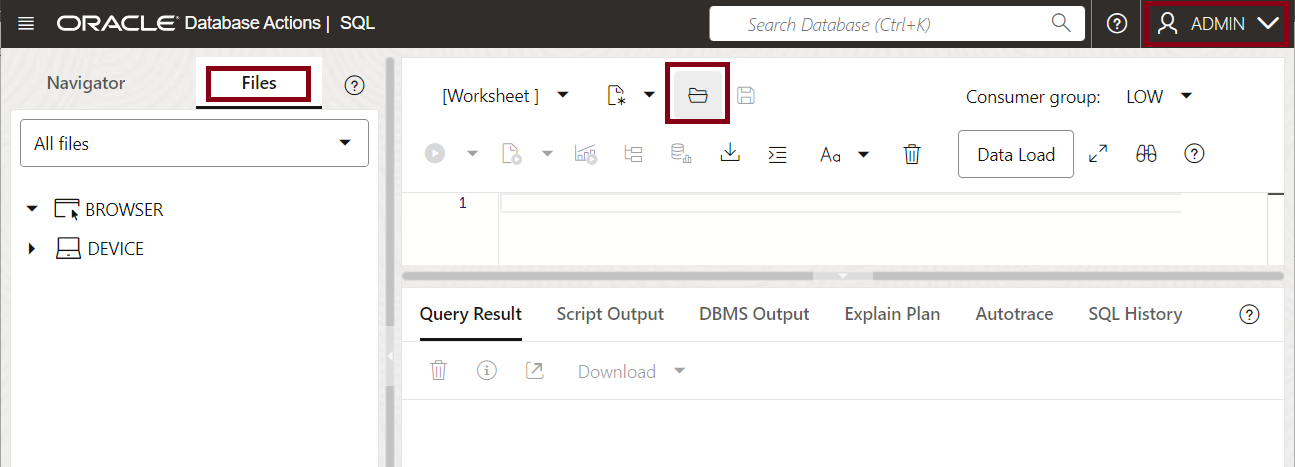 ORACLE Database Actions | SQL
Search Database (Ctrl+K)
?
ADMIN
Navigator
Files
?
[Worksheet ]
Consumer group:
LOW
All files
Aa
Data Load
?
1
BROWSER
DEVICE
Query Result
Script Output
DBMS Output
Explain Plan
Autotrace
SQL History
?
Download